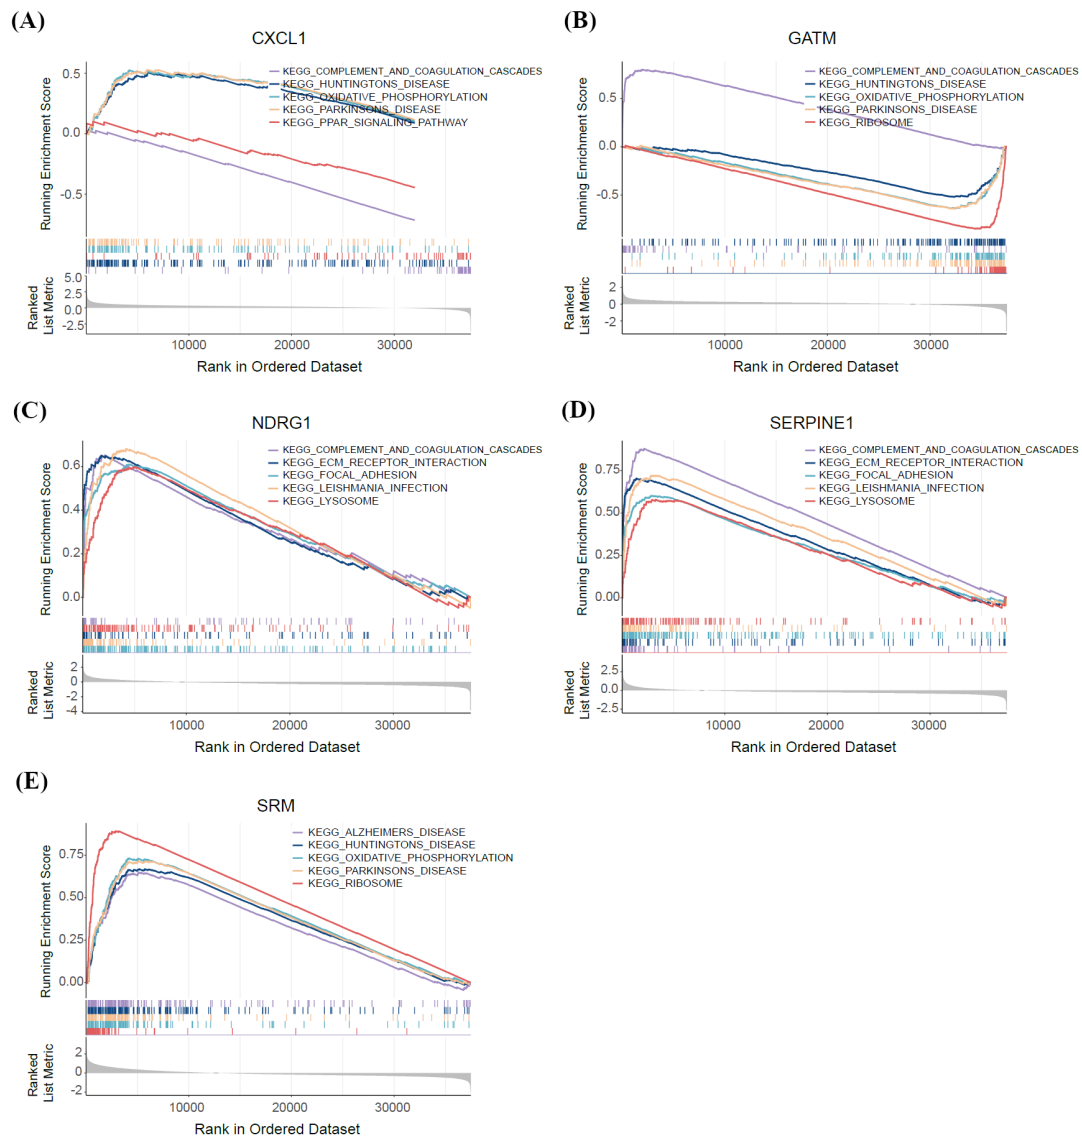 (A)
CXCL1
Running Enrichment Score
0.5
0.0
-0.5
KEGG_COMPLEMENT_AND_COAGULATION_CASCADES
KEGG_HUNTINGTONS_DISEASE
KEGG_OXIDATIVE_PHOSPHORYLATION
KEGG_PARKINSONS_DISEASE
KEGG_PPAR_SIGNALING_PATHWAY
Ranked
List Metric
5.0
2.5
0.0
-2.5
10000 20000 30000
Rank in Ordered Dataset
(B)
GATM
Running Enrichment Score
0.5
0.0
-0.5
KEGG_COMPLEMENT_AND_COAGULATION_CASCADES
KEGG_HUNTINGTONS_DISEASE
KEGG_OXIDATIVE_PHOSPHORYLATION
KEGG_PARKINSONS_DISEASE
KEGG_RIBOSOME
Ranked
List Metric
2
0
-2
10000 20000 30000
Rank in Ordered Dataset
(C)
NDRG1
Running Enrichment Score
0.6
0.4
0.2
0.0
KEGG_COMPLEMENT_AND_COAGULATION_CASCADES
KEGG_ECM_RECEPTOR_INTERACTION
KEGG_FOCAL_ADHESION
KEGG_LEISHMANIA_INFECTION
KEGG_LYSOSOME
Ranked
List Metric
2
0
-2
-4
10000 20000 30000
Rank in Ordered Dataset
(D)
SERPINE1
Running Enrichment Score
0.75
0.50
0.25
0.00
KEGG_COMPLEMENT_AND_COAGULATION_CASCADES
KEGG_ECM_RECEPTOR_INTERACTION
KEGG_FOCAL_ADHESION
KEGG_LEISHMANIA_INFECTION
KEGG_LYSOSOME
Ranked
List Metric
2.5
0.0
-2.5
10000 20000 30000
Rank in Ordered Dataset
(E)
SRM
Running Enrichment Score
0.75
0.50
0.25
0.00
KEGG_ALZHEIMERS_DISEASE
KEGG_HUNTINGTONS_DISEASE
KEGG_OXIDATIVE_PHOSPHORYLATION
KEGG_PARKINSONS_DISEASE
KEGG_RIBOSOME
Ranked
List Metric
2
0
-2
10000 20000 30000
Rank in Ordered Dataset